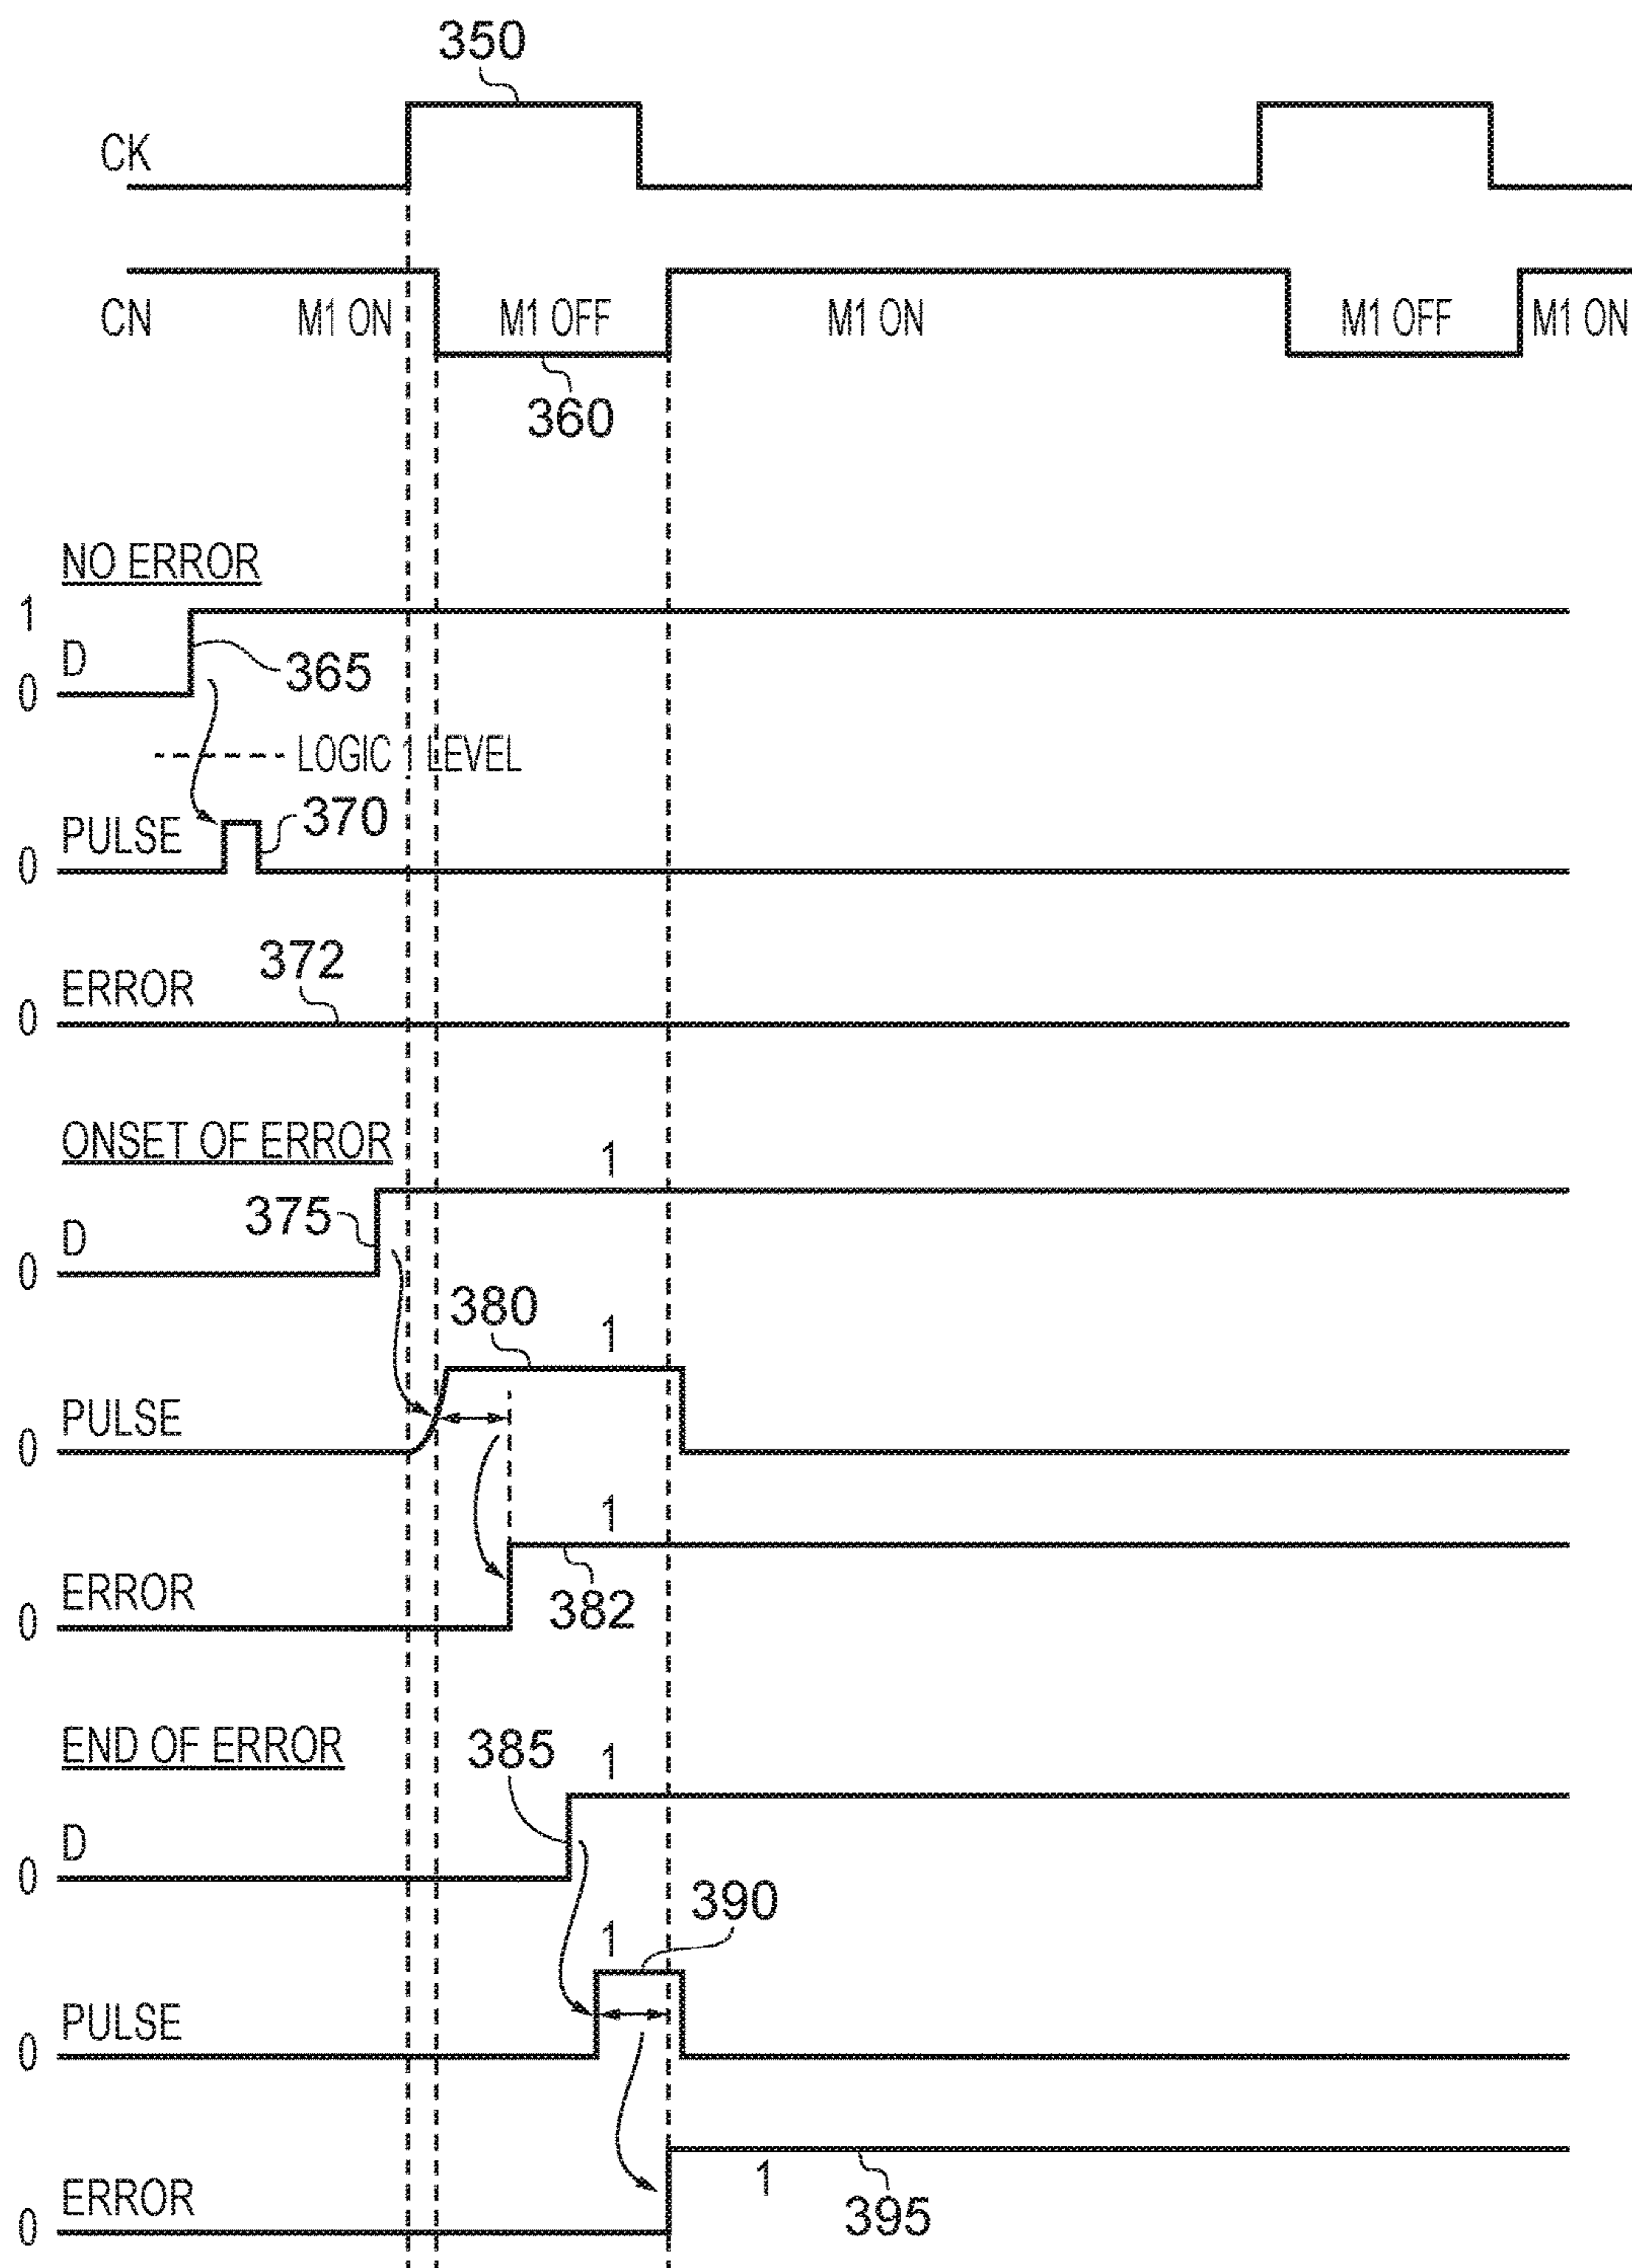 350
CK
CN M1 ON M1 OFF M1 ON M1 OFF M1 ON
360
NO ERROR
1
D
365
0
LOGIC 1 LEVEL
PULSE 370
0
372
ERROR
0
ONSET OF ERROR 1
375
D
0
380 1
PULSE
0
1
ERROR 382
0
END OF ERROR 385 1
D
0
390
1
PULSE
0
1
ERROR 395
0